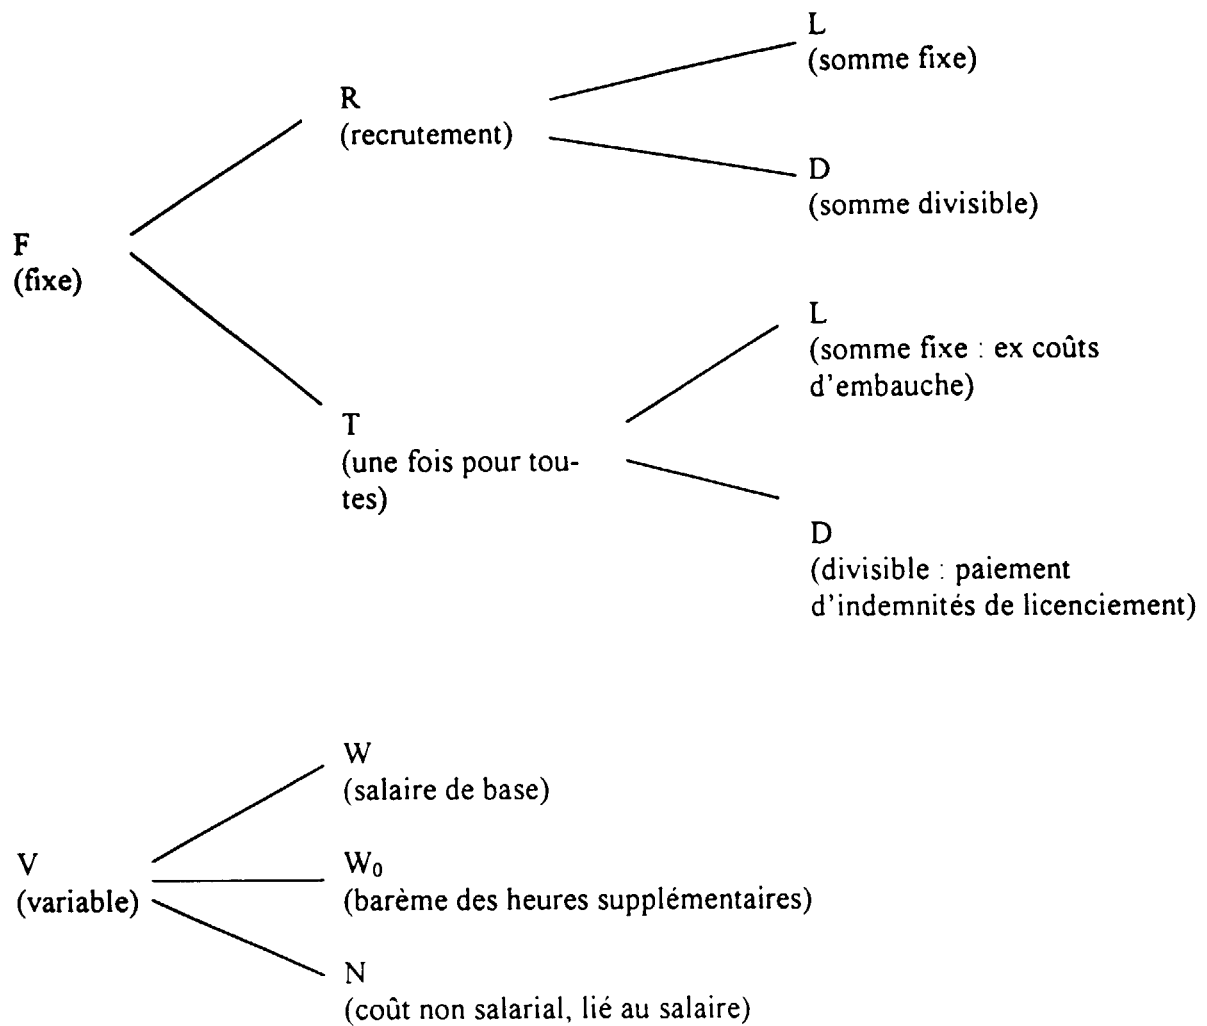 L
(somme fixe)
R
(recrutement)
D
(somme divisible)
F
(fixe)
L
(somme fixe : ex coûts
d'embauche)
T
(une fois pour tou-
tes)
D
(divisible : paiement
d'indemnités de licenciement)
W
(salaire de base)
V
(variable)
W₀
(barème des heures supplémentaires)
N
(coût non salarial, lié au salaire)